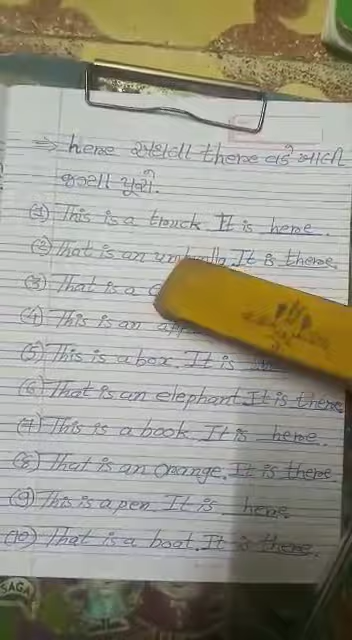 ⇒ here અથવા there વડે ખાલી
જગ્યા પૂરો.
(1) This is a truck. It is here.
(2) That is an umbrella. It is there.
(3) That is a
(4) This is an
(5) This is a box. It is
(6) That is an elephant. It is there.
(7) This is a book. It is here.
(8) That is an orange. It is there
(9) This is a pen. It is here.
(10) That is a boat. It is there.
SAGA